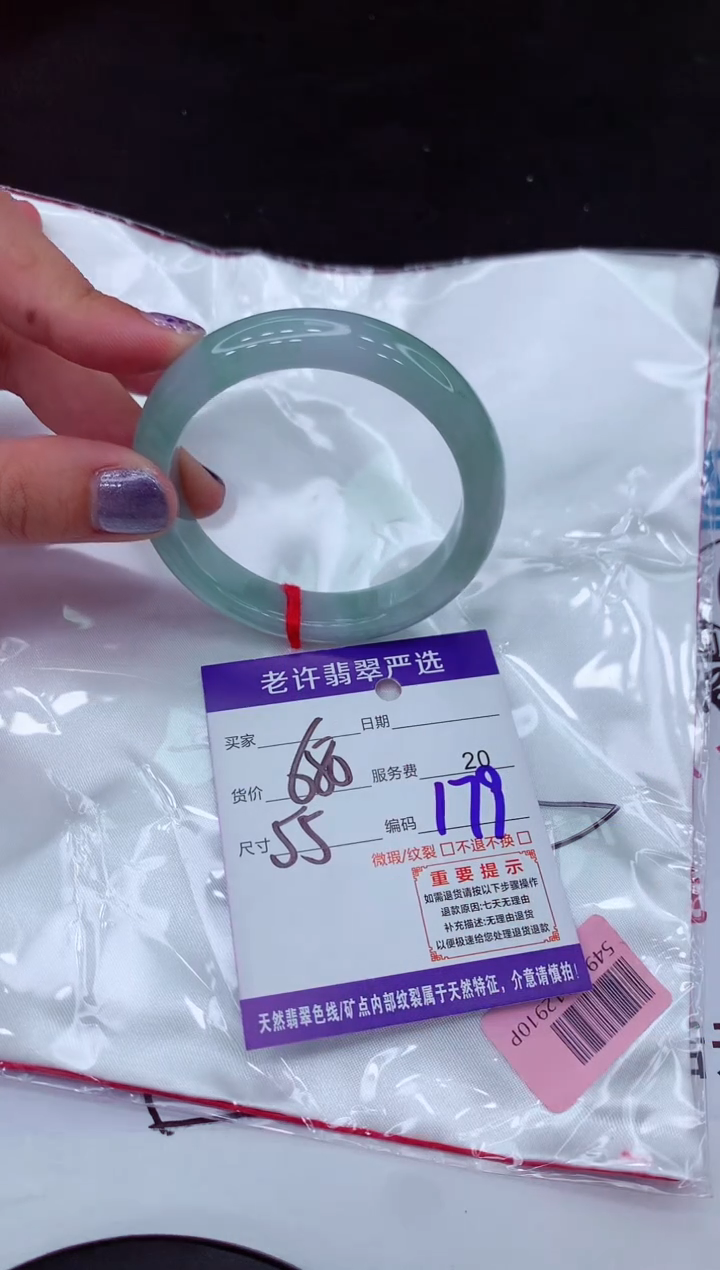 老许翡翠严选
买家 日期
货价 680 服务费 20
尺寸 55 编码 179
微瑕/纹裂 □不退不换 □
重要提示
如需退货请按以下步骤操作
退款原因:七天无理由
补充描述:无理由退货
以便极速给您处理退货退款
天然翡翠色线/矿点内部纹裂属于天然特征，介意请慎拍!